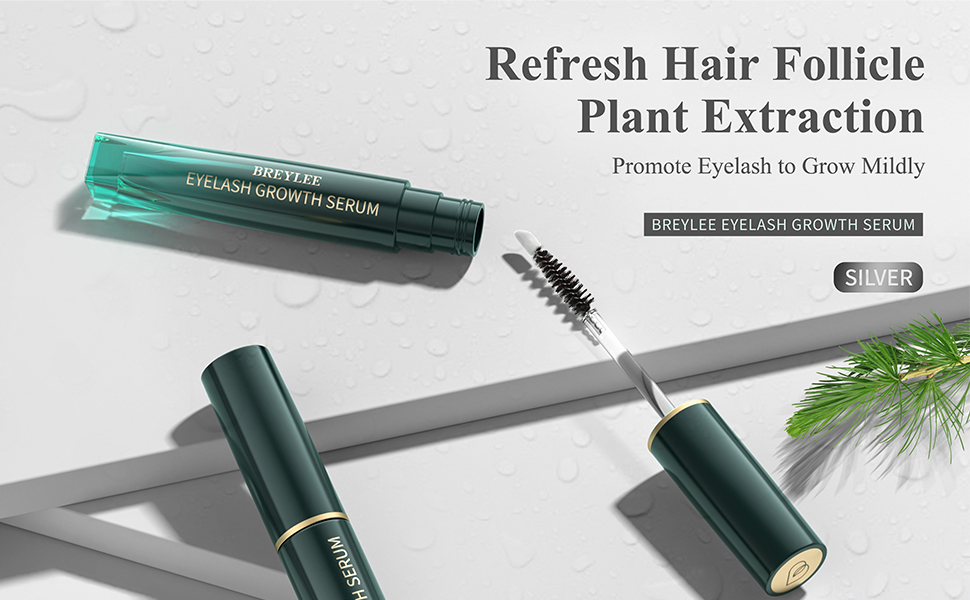 Refresh Hair Follicle
Plant Extraction
Promote Eyelash to Grow Mildly
BREYLEE EYELASH GROWTH SERUM
SILVER
BREYLEE
EYELASH GROWTH SERUM
H SERUM